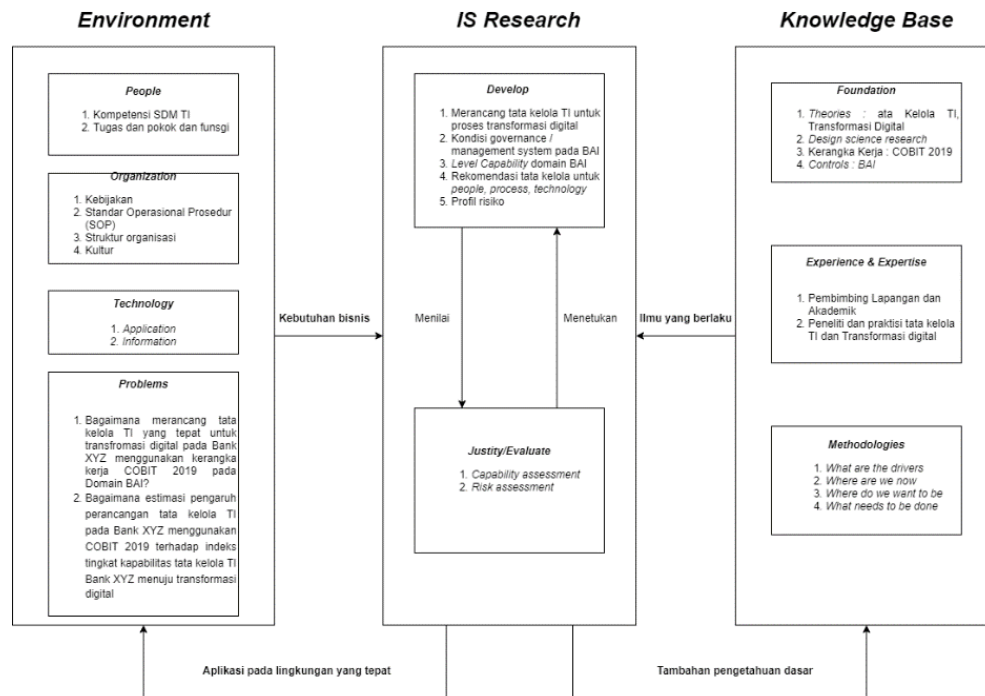 Environment
People
1. Kompetensi SDM TI
2. Tugas dan pokok dan funsgi
Organization
1. Kebijakan
2. Standar Operasional Prosedur
(SOP)
3. Struktur organisasi
4. Kultur
Technology
1. Application
2. Information
Problems
1. Bagaimana merancang tata
kelola TI yang tepat untuk
transfromasi digital pada Bank
XYZ menggunakan kerangka
kerja COBIT 2019 pada
Domain BAI?
2. Bagaimana estimasi pengaruh
perancangan tata kelola TI
pada Bank XYZ menggunakan
COBIT 2019 terhadap indeks
tingkat kapabilitas tata kelola TI
Bank XYZ menuju transformasi
digital
Kebutuhan bisnis
IS Research
Develop
1. Merancang tata kelola TI untuk
proses transformasi digital
2. Kondisi governance /
management system pada BAI
3. Level Capability domain BAI
4. Rekomendasi tata kelola untuk
people, process, technology
5. Profil risiko
Menilai
Menetukan
Justity/Evaluate
1. Capability assessment
2. Risk assessment
Ilmu yang berlaku
Knowledge Base
Foundation
1. Theories : ata Kelola TI,
Transformasi Digital
2. Design science research
3. Kerangka Kerja : COBIT 2019
4. Controls : BAI
Experience & Expertise
1. Pembimbing Lapangan dan
Akademik
2. Peneliti dan praktisi tata kelola
TI dan Transformasi digital
Methodologies
1. What are the drivers
2. Where are we now
3. Where do we want to be
4. What needs to be done
Aplikasi pada lingkungan yang tepat
Tambahan pengetahuan dasar